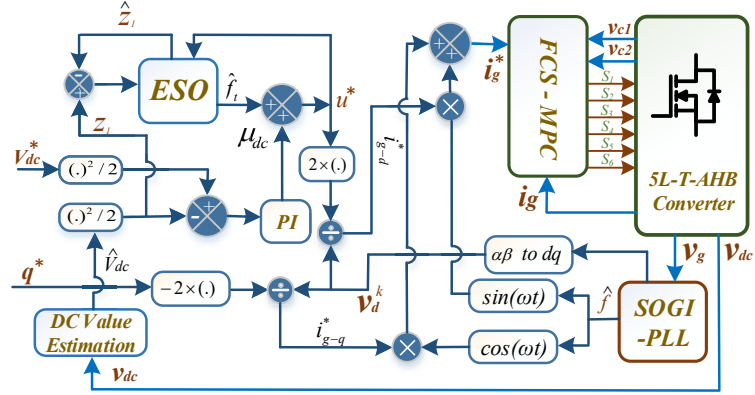 ẑ₁
ESO
f̂ₜ
u*
z₁
μdc
V*dc
(.)² / 2
(.)² / 2
2×(.)
PI
V̂dc
q*
−2×(.)
DC Value
Estimation
vdc
i*g−q
vdᵏ
i*g−d
i*g
FCS - MPC
ig
vc1
vc2
S₁
S₂
S₃
S₄
S₅
S₆
5L-T-AHB
Converter
vg
vdc
αβ to dq
sin(ωt)
cos(ωt)
f̂
SOGI
-PLL